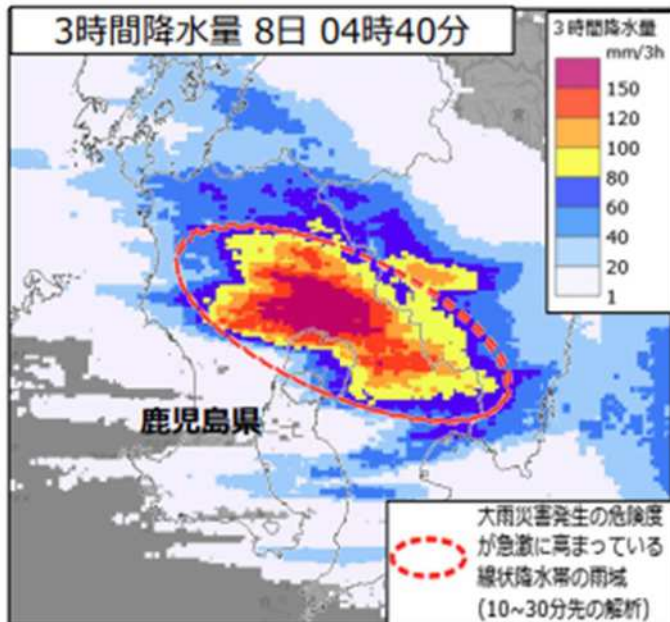 3時間降水量 8日 04時40分
3時間降水量
mm/3h
150
120
100
80
60
40
20
1
鹿児島県
大雨災害発生の危険度
が急激に高まっている
線状降水帯の雨域
(10~30分先の解析)